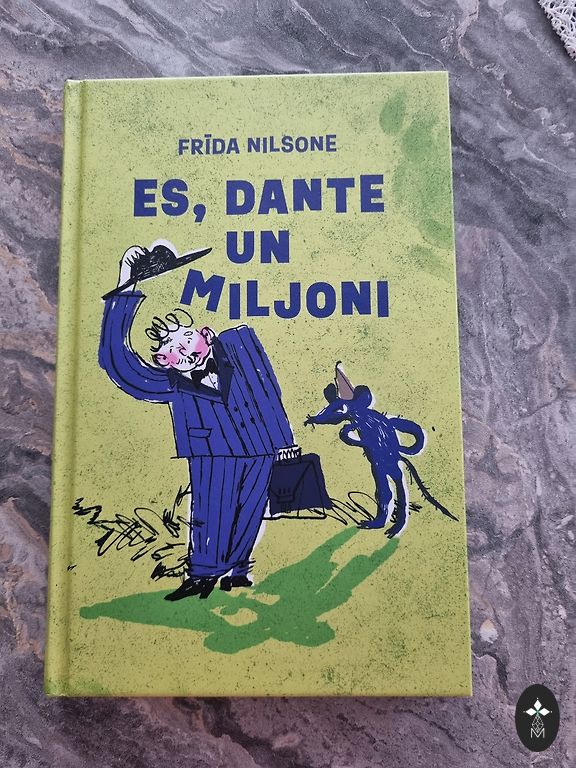 FRĪDA NILSONE
ES, DANTE
UN
MILJONI
M